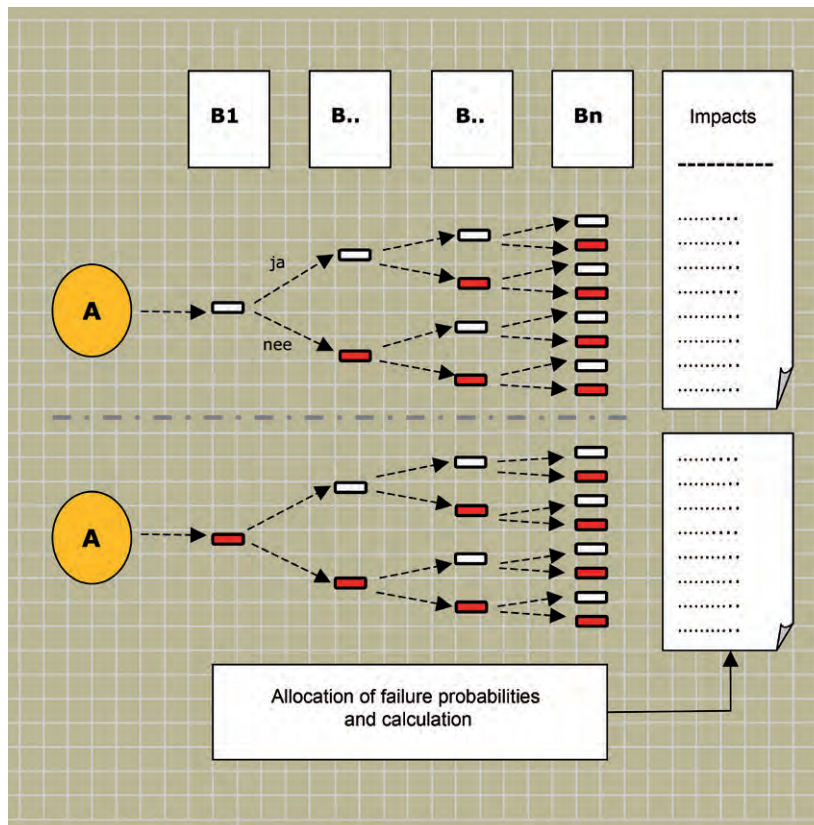 B1
B..
B..
Bn
Impacts
ja
A
nee
A
Allocation of failure probabilities
and calculation